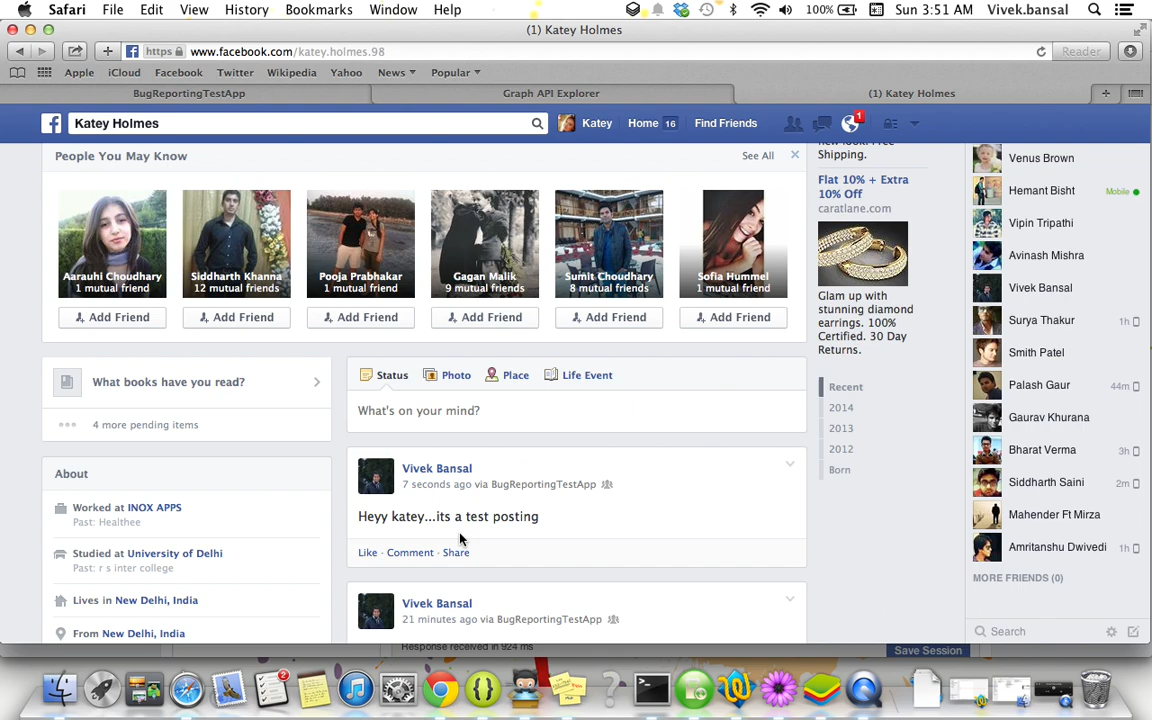 Safari File Edit View History Bookmarks Window Help 100% Sun 3:51 AM Vivek.bansal
(1) Katey Holmes
https www.facebook.com/katey.holmes.98 Reader
Apple iCloud Facebook Twitter Wikipedia Yahoo News Popular
BugReportingTestApp Graph API Explorer (1) Katey Holmes
Katey Holmes Katey Home 16 Find Friends 1
People You May Know See All
Aarauhi Choudhary
1 mutual friend
Add Friend
Siddharth Khanna
12 mutual friends
Add Friend
Pooja Prabhakar
1 mutual friend
Add Friend
Gagan Malik
9 mutual friends
Add Friend
Sumit Choudhary
8 mutual friends
Add Friend
Sofia Hummel
1 mutual friend
Add Friend
What books have you read?
4 more pending items
About
Worked at INOX APPS
Past: Healthee
Studied at University of Delhi
Past: r s inter college
Lives in New Delhi, India
From New Delhi, India
Status Photo Place Life Event
What's on your mind?
Vivek Bansal
7 seconds ago via BugReportingTestApp
Heyy katey...its a test posting
Like · Comment · Share
Vivek Bansal
21 minutes ago via BugReportingTestApp
Shipping.
Flat 10% + Extra
10% Off
caratlane.com
Glam up with
stunning diamond
earrings. 100%
Certified. 30 Day
Returns.
Recent
2014
2013
2012
Born
Venus Brown
Hemant Bisht Mobile
Vipin Tripathi
Avinash Mishra
Vivek Bansal
Surya Thakur 1h
Smith Patel
Palash Gaur 44m
Gaurav Khurana
Bharat Verma 3h
Siddharth Saini 2m
Mahender Ft Mirza
Amritanshu Dwivedi 1h
MORE FRIENDS (0)
Search
Response received in 924 ms
Save Session
2